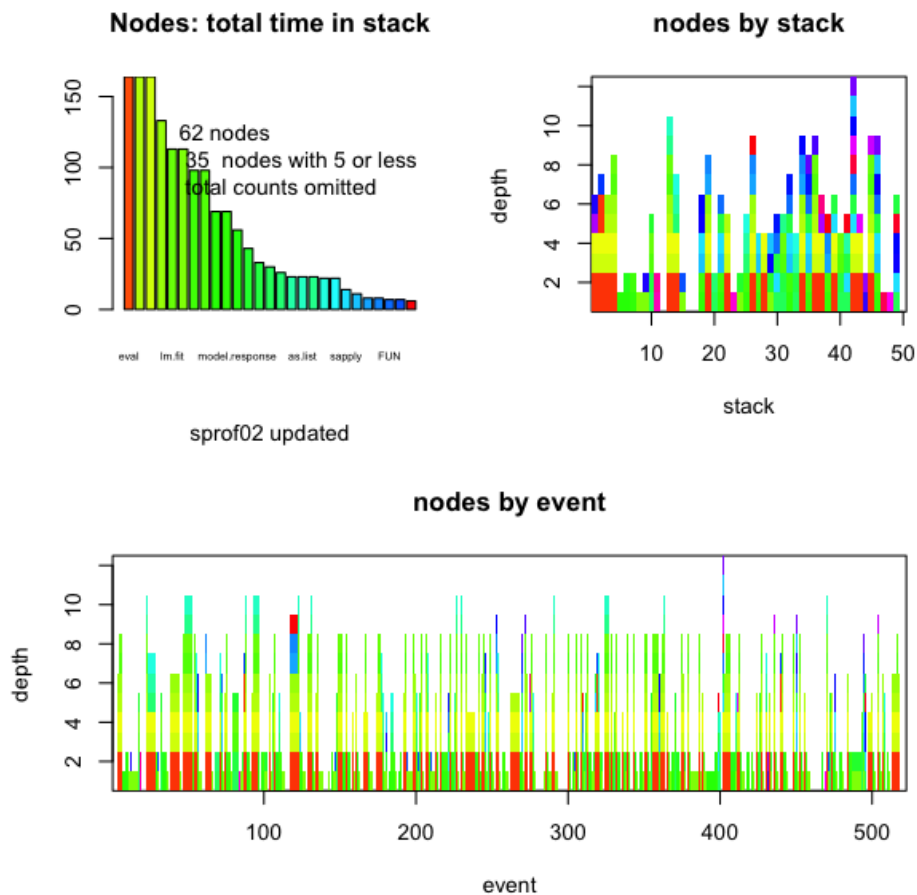 Nodes: total time in stack
150
100
50
0
62 nodes
35 nodes with 5 or less
total counts omitted
eval lm.fit model.response as.list sapply FUN
sprof02 updated
nodes by stack
depth
10
8
6
4
2
10 20 30 40 50
stack
nodes by event
depth
10
8
6
4
2
100 200 300 400 500
event